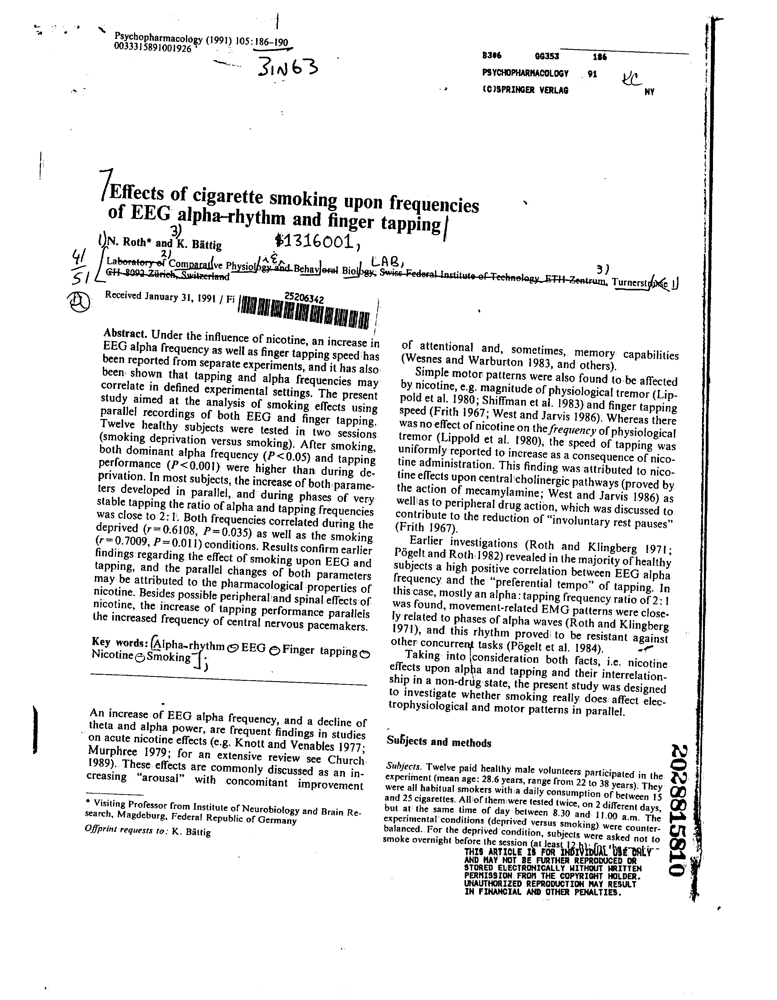 Psychopharmacology (1991) 105:186–190
0033315891001926
3IN63
B306 GG353 186
PSYCHOPHARMACOLOGY 91
(C)SPRINGER VERLAG NY
KC
Effects of cigarette smoking upon frequencies
of EEG alpha-rhythm and finger tapping
3)
1) N. Roth* and K. Bättig
$1316001,
2) & LAB, 3)
Laboratory of Comparative Physiology and Behavioral Biology, Swiss Federal Institute of Technology, ETH-Zentrum, Turnerstrasse 1
CH-8092 Zürich, Switzerland
41/51
Received January 31, 1991 / Fi
25206342
Abstract. Under the influence of nicotine, an increase in
EEG alpha frequency as well as finger tapping speed has
been reported from separate experiments, and it has also
been shown that tapping and alpha frequencies may
correlate in defined experimental settings. The present
study aimed at the analysis of smoking effects using
parallel recordings of both EEG and finger tapping.
Twelve healthy subjects were tested in two sessions
(smoking deprivation versus smoking). After smoking,
both dominant alpha frequency (P<0.05) and tapping
performance (P<0.001) were higher than during de-
privation. In most subjects, the increase of both parame-
ters developed in parallel, and during phases of very
stable tapping the ratio of alpha and tapping frequencies
was close to 2:1. Both frequencies correlated during the
deprived (r=0.6108, P=0.035) as well as the smoking
(r=0.7009, P=0.011) conditions. Results confirm earlier
findings regarding the effect of smoking upon EEG and
tapping, and the parallel changes of both parameters
may be attributed to the pharmacological properties of
nicotine. Besides possible peripheral and spinal effects of
nicotine, the increase of tapping performance parallels
the increased frequency of central nervous pacemakers.
Key words: Alpha-rhythm – EEG – Finger tapping –
Nicotine – Smoking
An increase of EEG alpha frequency, and a decline of
theta and alpha power, are frequent findings in studies
on acute nicotine effects (e.g. Knott and Venables 1977;
Murphree 1979; for an extensive review see Church
1989). These effects are commonly discussed as an in-
creasing "arousal" with concomitant improvement
* Visiting Professor from Institute of Neurobiology and Brain Re-
search, Magdeburg, Federal Republic of Germany
Offprint requests to: K. Bättig
of attentional and, sometimes, memory capabilities
(Wesnes and Warburton 1983, and others).
Simple motor patterns were also found to be affected
by nicotine, e.g. magnitude of physiological tremor (Lip-
pold et al. 1980; Shiffman et al. 1983) and finger tapping
speed (Frith 1967; West and Jarvis 1986). Whereas there
was no effect of nicotine on the frequency of physiological
tremor (Lippold et al. 1980), the speed of tapping was
uniformly reported to increase as a consequence of nico-
tine administration. This finding was attributed to nico-
tine effects upon central cholinergic pathways (proved by
the action of mecamylamine; West and Jarvis 1986) as
well as to peripheral drug action, which was discussed to
contribute to the reduction of "involuntary rest pauses"
(Frith 1967).
Earlier investigations (Roth and Klingberg 1971;
Pögelt and Roth 1982) revealed in the majority of healthy
subjects a high positive correlation between EEG alpha
frequency and the "preferential tempo" of tapping. In
this case, mostly an alpha:tapping frequency ratio of 2:1
was found, movement-related EMG patterns were close-
ly related to phases of alpha waves (Roth and Klingberg
1971), and this rhythm proved to be resistant against
other concurrent tasks (Pögelt et al. 1984).
Taking into consideration both facts, i.e. nicotine
effects upon alpha and tapping and their interrelation-
ship in a non-drug state, the present study was designed
to investigate whether smoking really does affect elec-
trophysiological and motor patterns in parallel.
Subjects and methods
Subjects. Twelve paid healthy male volunteers participated in the
experiment (mean age: 28.6 years, range from 22 to 38 years). They
were all habitual smokers with a daily consumption of between 15
and 25 cigarettes. All of them were tested twice, on 2 different days,
but at the same time of day between 8.30 and 11.00 a.m. The
experimental conditions (deprived versus smoking) were counter-
balanced. For the deprived condition, subjects were asked not to
smoke overnight before the session (at least 12 h);
THIS ARTICLE IS FOR INDIVIDUAL USE ONLY
AND MAY NOT BE FURTHER REPRODUCED OR
STORED ELECTRONICALLY WITHOUT WRITTEN
PERMISSION FROM THE COPYRIGHT HOLDER.
UNAUTHORIZED REPRODUCTION MAY RESULT
IN FINANCIAL AND OTHER PENALTIES.
2028815810